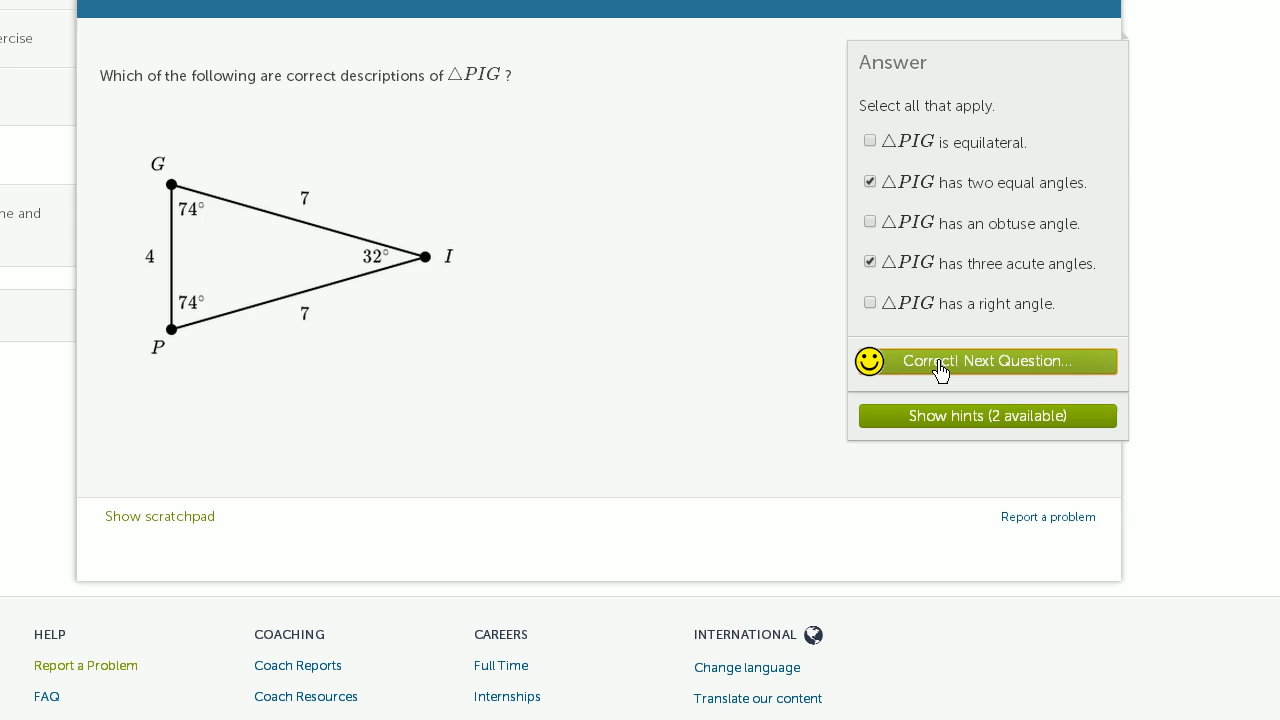 ercise
ne and
Which of the following are correct descriptions of △PIG ?
G
7
74°
4
32°
I
74°
7
P
Answer
Select all that apply.
△PIG is equilateral.
△PIG has two equal angles.
△PIG has an obtuse angle.
△PIG has three acute angles.
△PIG has a right angle.
Correct! Next Question...
Show hints (2 available)
Show scratchpad
Report a problem
HELP
Report a Problem
FAQ
COACHING
Coach Reports
Coach Resources
CAREERS
Full Time
Internships
INTERNATIONAL
Change language
Translate our content